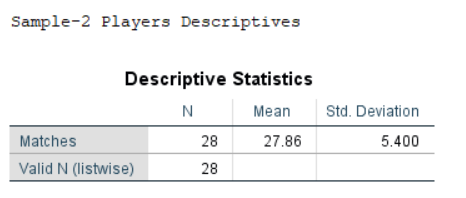 Sample-2 Players Descriptives
Descriptive Statistics
N Mean Std. Deviation
Matches 28 27.86 5.400
Valid N (listwise) 28